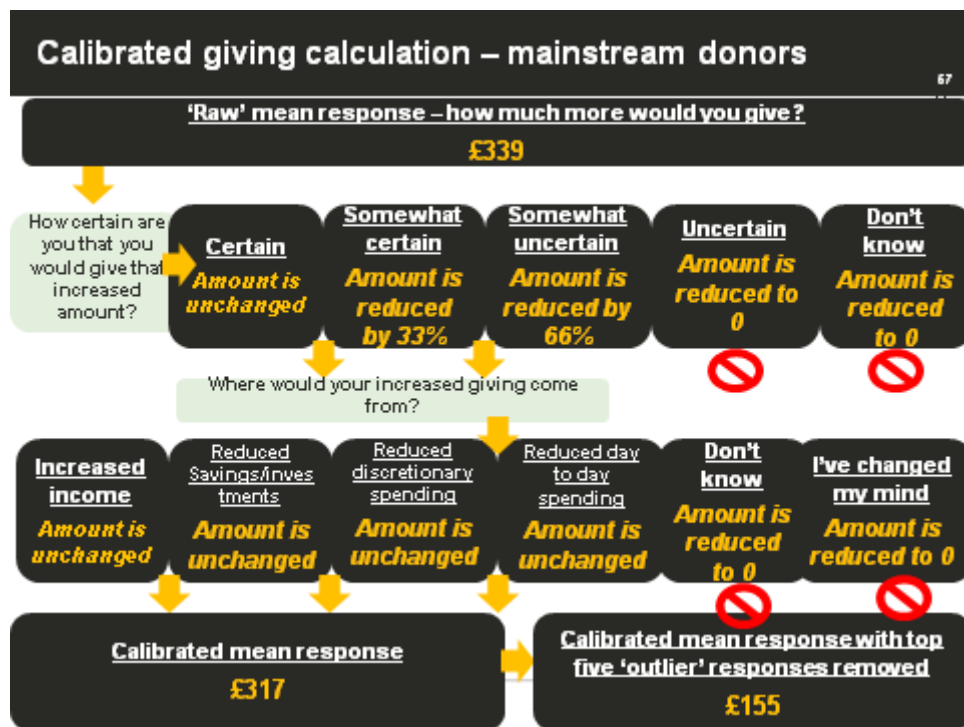 Calibrated giving calculation – mainstream donors
67
‘Raw’ mean response – how much more would you give?
£339
How certain are
you that you
would give that
increased
amount?
Certain
Amount is
unchanged
Somewhat
certain
Amount is
reduced
by 33%
Somewhat
uncertain
Amount is
reduced by
66%
Uncertain
Amount is
reduced to
0
Don't
know
Amount is
reduced
to 0
Where would your increased giving come
from?
Increased
income
Amount is
unchanged
Reduced
Savings/inves
tments
Amount is
unchanged
Reduced
discretionary
spending
Amount is
unchanged
Reduced day
to day
spending
Amount is
unchanged
Don't
know
Amount is
reduced
to 0
I've changed
my mind
Amount is
reduced to 0
Calibrated mean response
£317
Calibrated mean response with top
five ‘outlier’ responses removed
£155